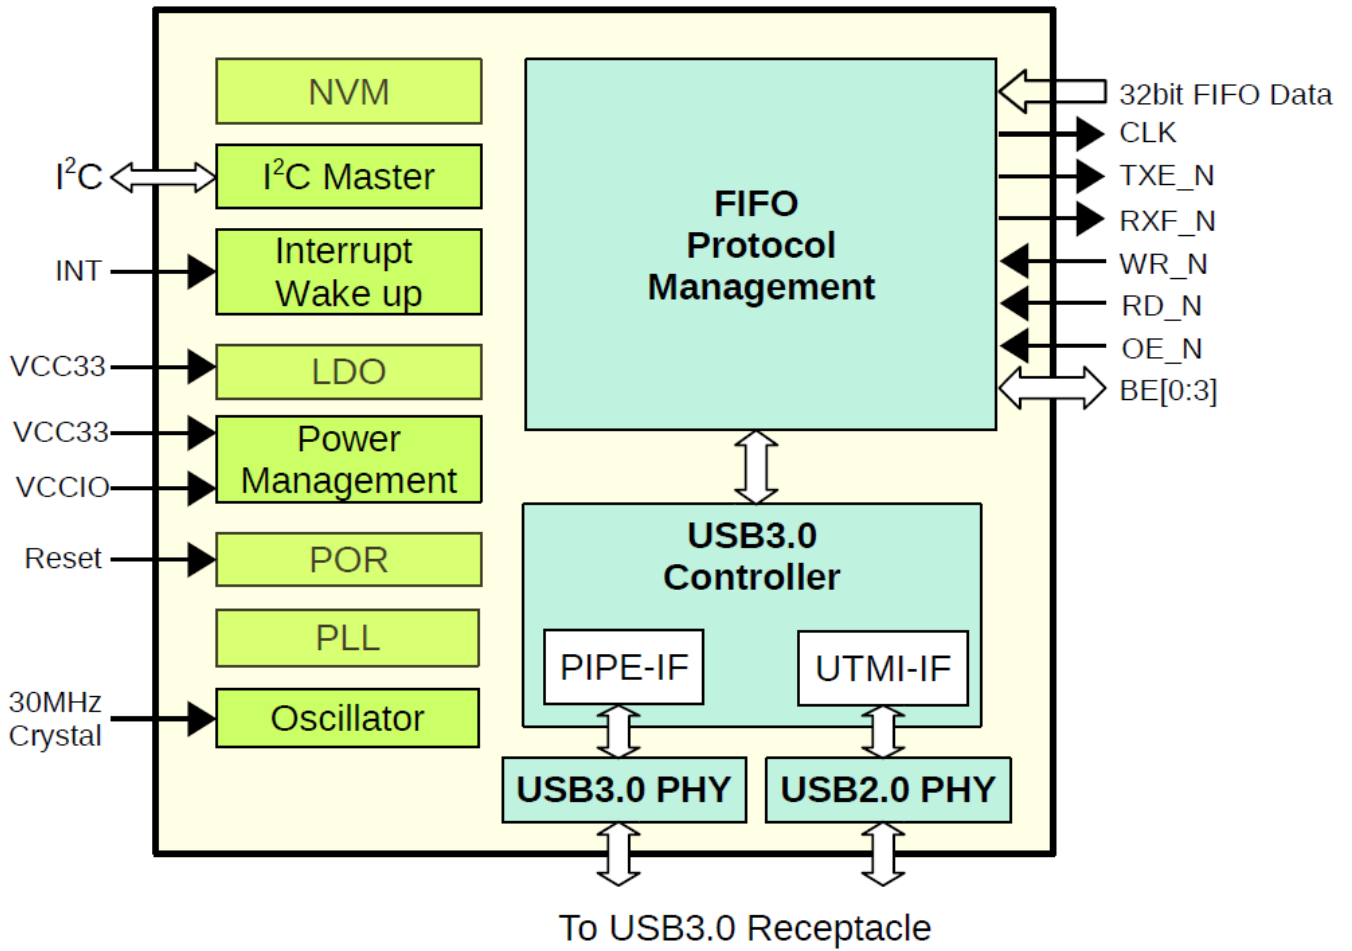 NVM
I²C
I²C Master
INT
Interrupt
Wake up
VCC33
LDO
VCC33
VCCIO
Power
Management
Reset
POR
PLL
30MHz
Crystal
Oscillator
FIFO
Protocol
Management
32bit FIFO Data
CLK
TXE_N
RXF_N
WR_N
RD_N
OE_N
BE[0:3]
USB3.0
Controller
PIPE-IF
UTMI-IF
USB3.0 PHY
USB2.0 PHY
To USB3.0 Receptacle